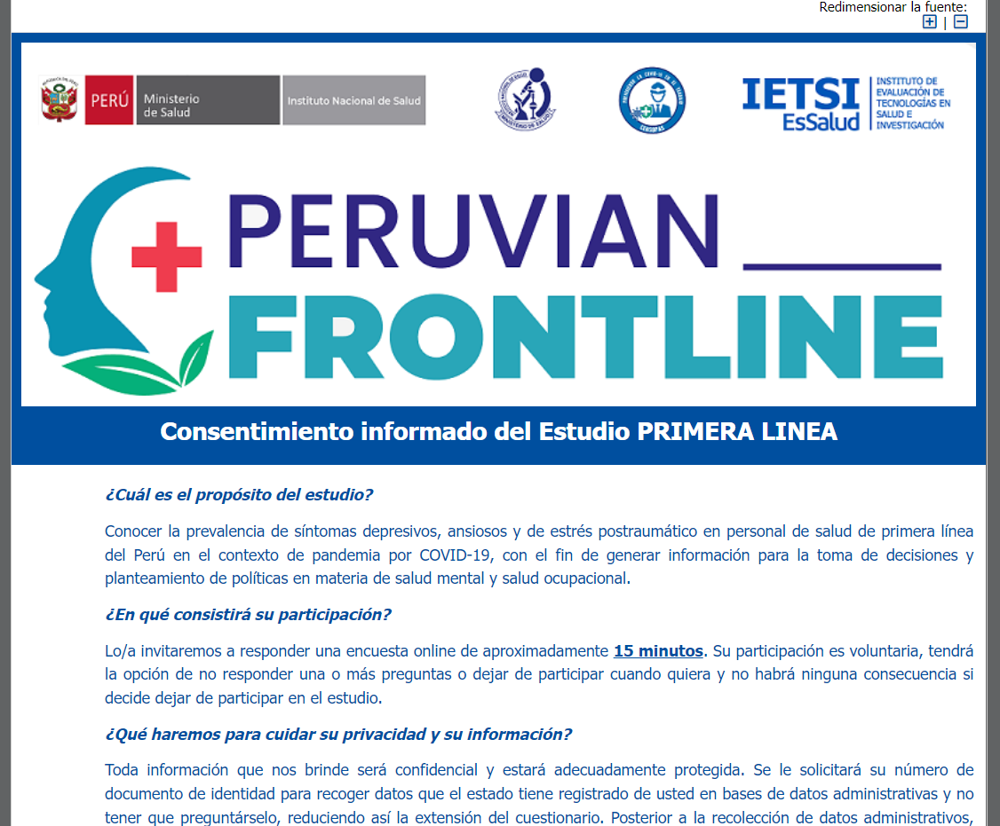 Redimensionar la fuente:
|
PERÚ
Ministerio
de Salud
Instituto Nacional de Salud
CENSOPAS
IETSI
EsSalud
INSTITUTO DE
EVALUACIÓN DE
TECNOLOGÍAS EN
SALUD E
INVESTIGACIÓN
PERUVIAN
FRONTLINE
Consentimiento informado del Estudio PRIMERA LINEA
¿Cuál es el propósito del estudio?
Conocer la prevalencia de síntomas depresivos, ansiosos y de estrés postraumático en personal de salud de primera línea
del Perú en el contexto de pandemia por COVID-19, con el fin de generar información para la toma de decisiones y
planteamiento de políticas en materia de salud mental y salud ocupacional.
¿En qué consistirá su participación?
Lo/a invitaremos a responder una encuesta online de aproximadamente 15 minutos. Su participación es voluntaria, tendrá
la opción de no responder una o más preguntas o dejar de participar cuando quiera y no habrá ninguna consecuencia si
decide dejar de participar en el estudio.
¿Qué haremos para cuidar su privacidad y su información?
Toda información que nos brinde será confidencial y estará adecuadamente protegida. Se le solicitará su número de
documento de identidad para recoger datos que el estado tiene registrado de usted en bases de datos administrativas y no
tener que preguntárselo, reduciendo así la extensión del cuestionario. Posterior a la recolección de datos administrativos,